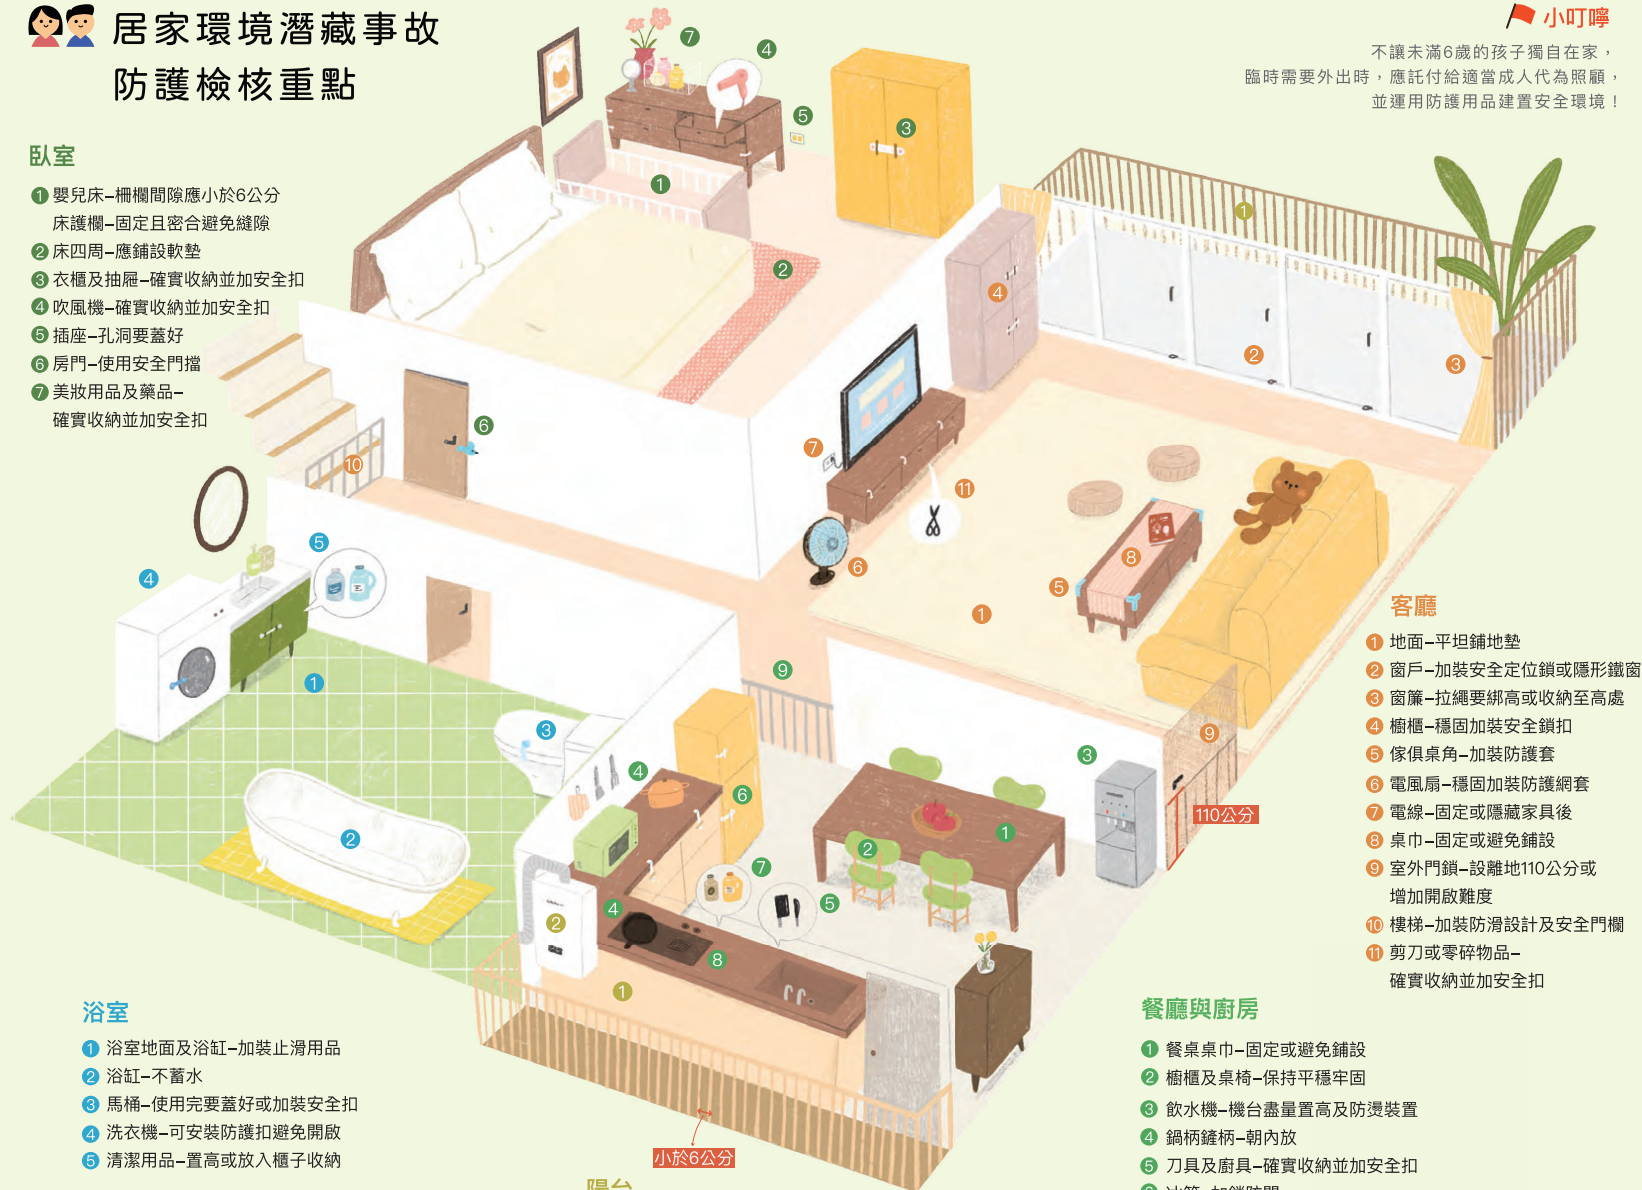 居家環境潛藏事故
防護檢核重點
小叮嚀
不讓未滿6歲的孩子獨自在家，
臨時需要外出時，應託付給適當成人代為照顧，
並運用防護用品建置安全環境！
臥室
1 嬰兒床–柵欄間隙應小於6公分
床護欄–固定且密合避免縫隙
2 床四周–應鋪設軟墊
3 衣櫃及抽屜–確實收納並加安全扣
4 吹風機–確實收納並加安全扣
5 插座–孔洞要蓋好
6 房門–使用安全門擋
7 美妝用品及藥品–
確實收納並加安全扣
客廳
1 地面–平坦鋪地墊
2 窗戶–加裝安全定位鎖或隱形鐵窗
3 窗簾–拉繩要綁高或收納至高處
4 櫥櫃–穩固加裝安全鎖扣
5 傢俱桌角–加裝防護套
6 電風扇–穩固加裝防護網套
7 電線–固定或隱藏家具後
8 桌巾–固定或避免鋪設
9 室外門鎖–設離地110公分或
增加開啟難度
10 樓梯–加裝防滑設計及安全門欄
11 剪刀或零碎物品–
確實收納並加安全扣
110公分
浴室
1 浴室地面及浴缸–加裝止滑用品
2 浴缸–不蓄水
3 馬桶–使用完要蓋好或加裝安全扣
4 洗衣機–可安裝防護扣避免開啟
5 清潔用品–置高或放入櫃子收納
小於6公分
陽台
餐廳與廚房
1 餐桌桌巾–固定或避免鋪設
2 櫥櫃及桌椅–保持平穩牢固
3 飲水機–機台盡量置高及防燙裝置
4 鍋柄鏟柄–朝內放
5 刀具及廚具–確實收納並加安全扣